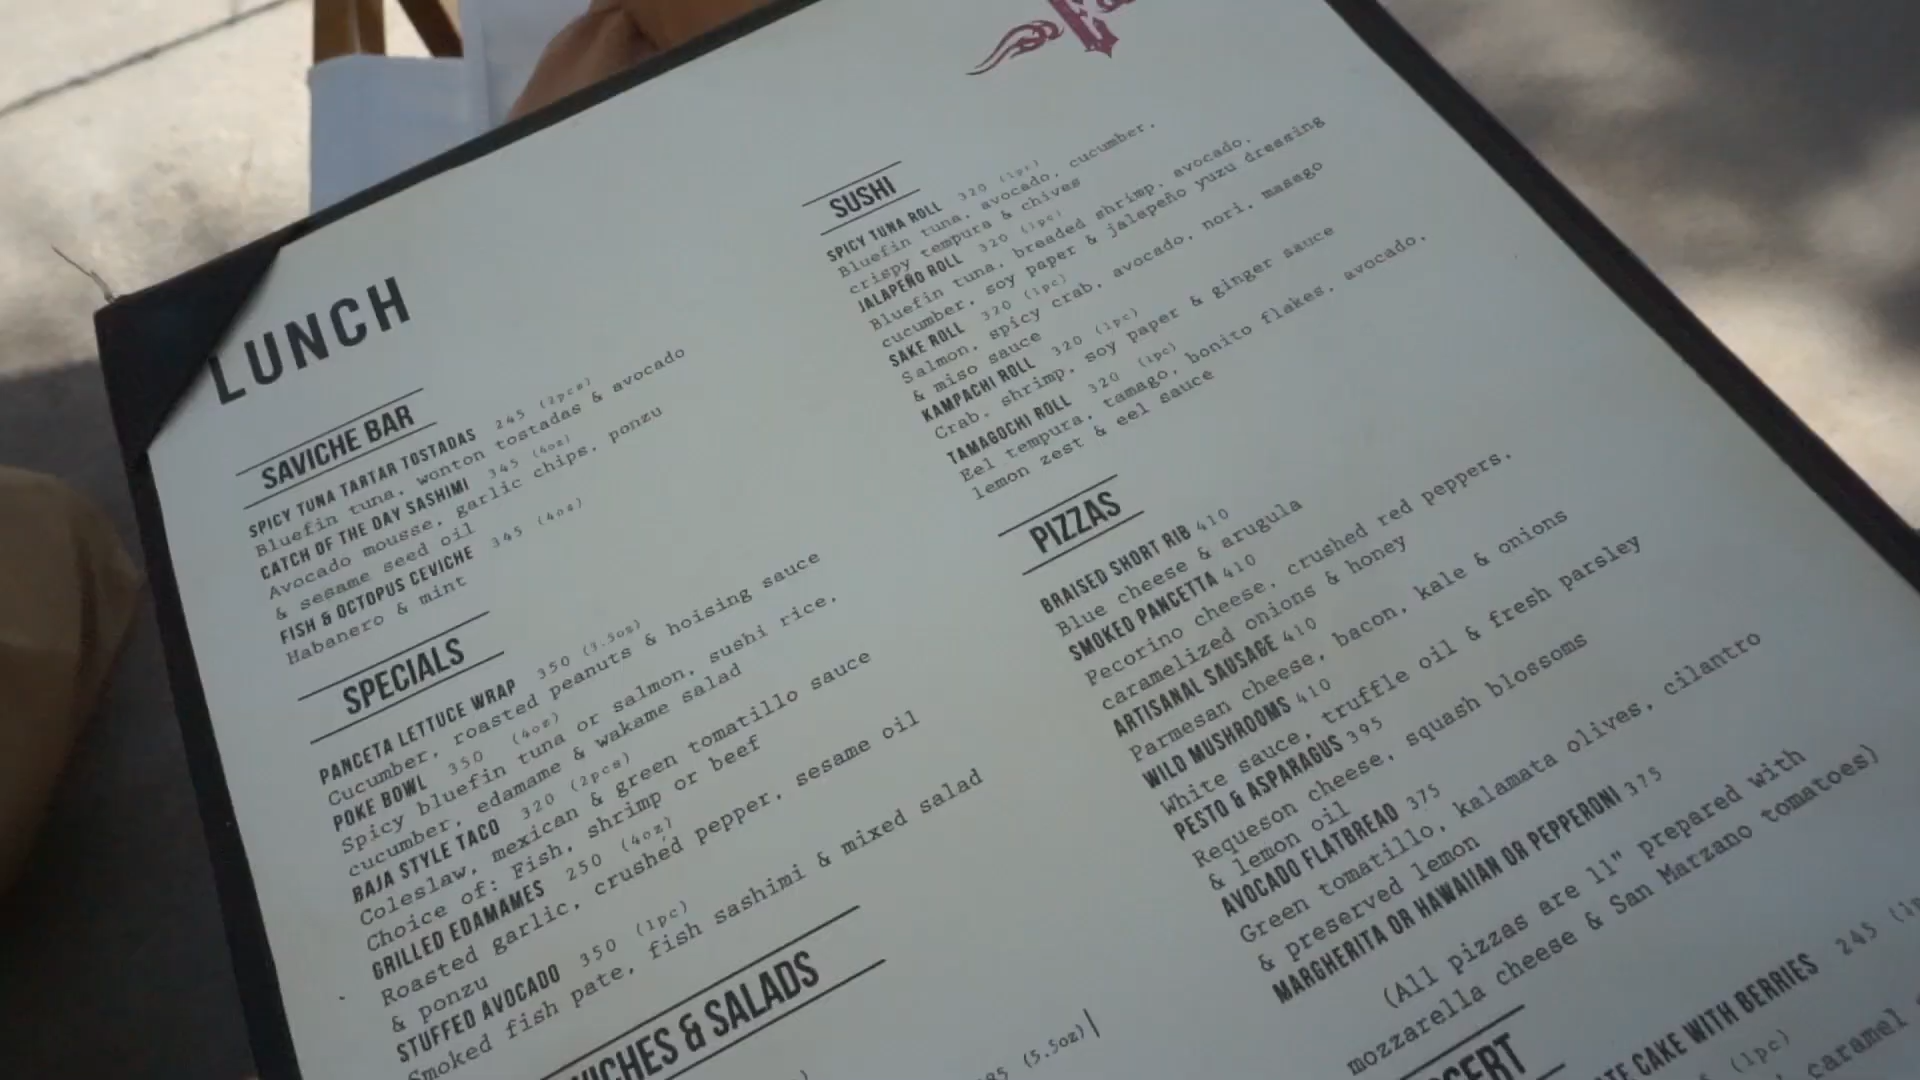 LUNCH
SAVICHE BAR
SPICY TUNA TARTAR TOSTADAS 245 (2pcs)
Bluefin tuna, wonton tostadas & avocado
CATCH OF THE DAY SASHIMI 345 (4oz)
Avocado mousse, garlic chips, ponzu
& sesame seed oil
FISH & OCTOPUS CEVICHE 345 (4oz)
Habanero & mint
SPECIALS
PANCETA LETTUCE WRAP 350 (3.5oz)
Cucumber, roasted peanuts & hoising sauce
POKE BOWL 350 (4oz)
Spicy bluefin tuna or salmon, sushi rice,
cucumber, edamame & wakame salad
BAJA STYLE TACO 320 (2pcs)
Coleslaw, mexican & green tomatillo sauce
Choice of: Fish, shrimp or beef
GRILLED EDAMAMES 250 (4oz)
Roasted garlic, crushed pepper, sesame oil
& ponzu
STUFFED AVOCADO 350 (1pc)
Smoked fish pate, fish sashimi & mixed salad
& SALADS
(5.5oz)
SUSHI
SPICY TUNA ROLL 320 (1pc)
Bluefin tuna, avocado, cucumber,
crispy tempura & chives
JALAPEÑO ROLL 320 (1pc)
Bluefin tuna, breaded shrimp, avocado,
cucumber, soy paper & jalapeño yuzu dressing
SAKE ROLL 320 (1pc)
Salmon, spicy crab, avocado, nori, masago
& miso sauce
KAMPACHI ROLL 320 (1pc)
Crab, shrimp, soy paper & ginger sauce
TAMAGOCHI ROLL 320 (1pc)
Eel tempura, tamago, bonito flakes, avocado,
lemon zest & eel sauce
PIZZAS
BRAISED SHORT RIB 410
Blue cheese & arugula
SMOKED PANCETTA 410
Pecorino cheese, crushed red peppers,
caramelized onions & honey
ARTISANAL SAUSAGE 410
Parmesan cheese, bacon, kale & onions
WILD MUSHROOMS 410
White sauce, truffle oil & fresh parsley
PESTO & ASPARAGUS 395
Requeson cheese, squash blossoms
& lemon oil
AVOCADO FLATBREAD 375
Green tomatillo, kalamata olives, cilantro
& preserved lemon
MARGHERITA OR HAWAIIAN OR PEPPERONI 375
(All pizzas are 11" prepared with
mozzarella cheese & San Marzano tomatoes)
CAKE WITH BERRIES 245
(1pc)
caramel